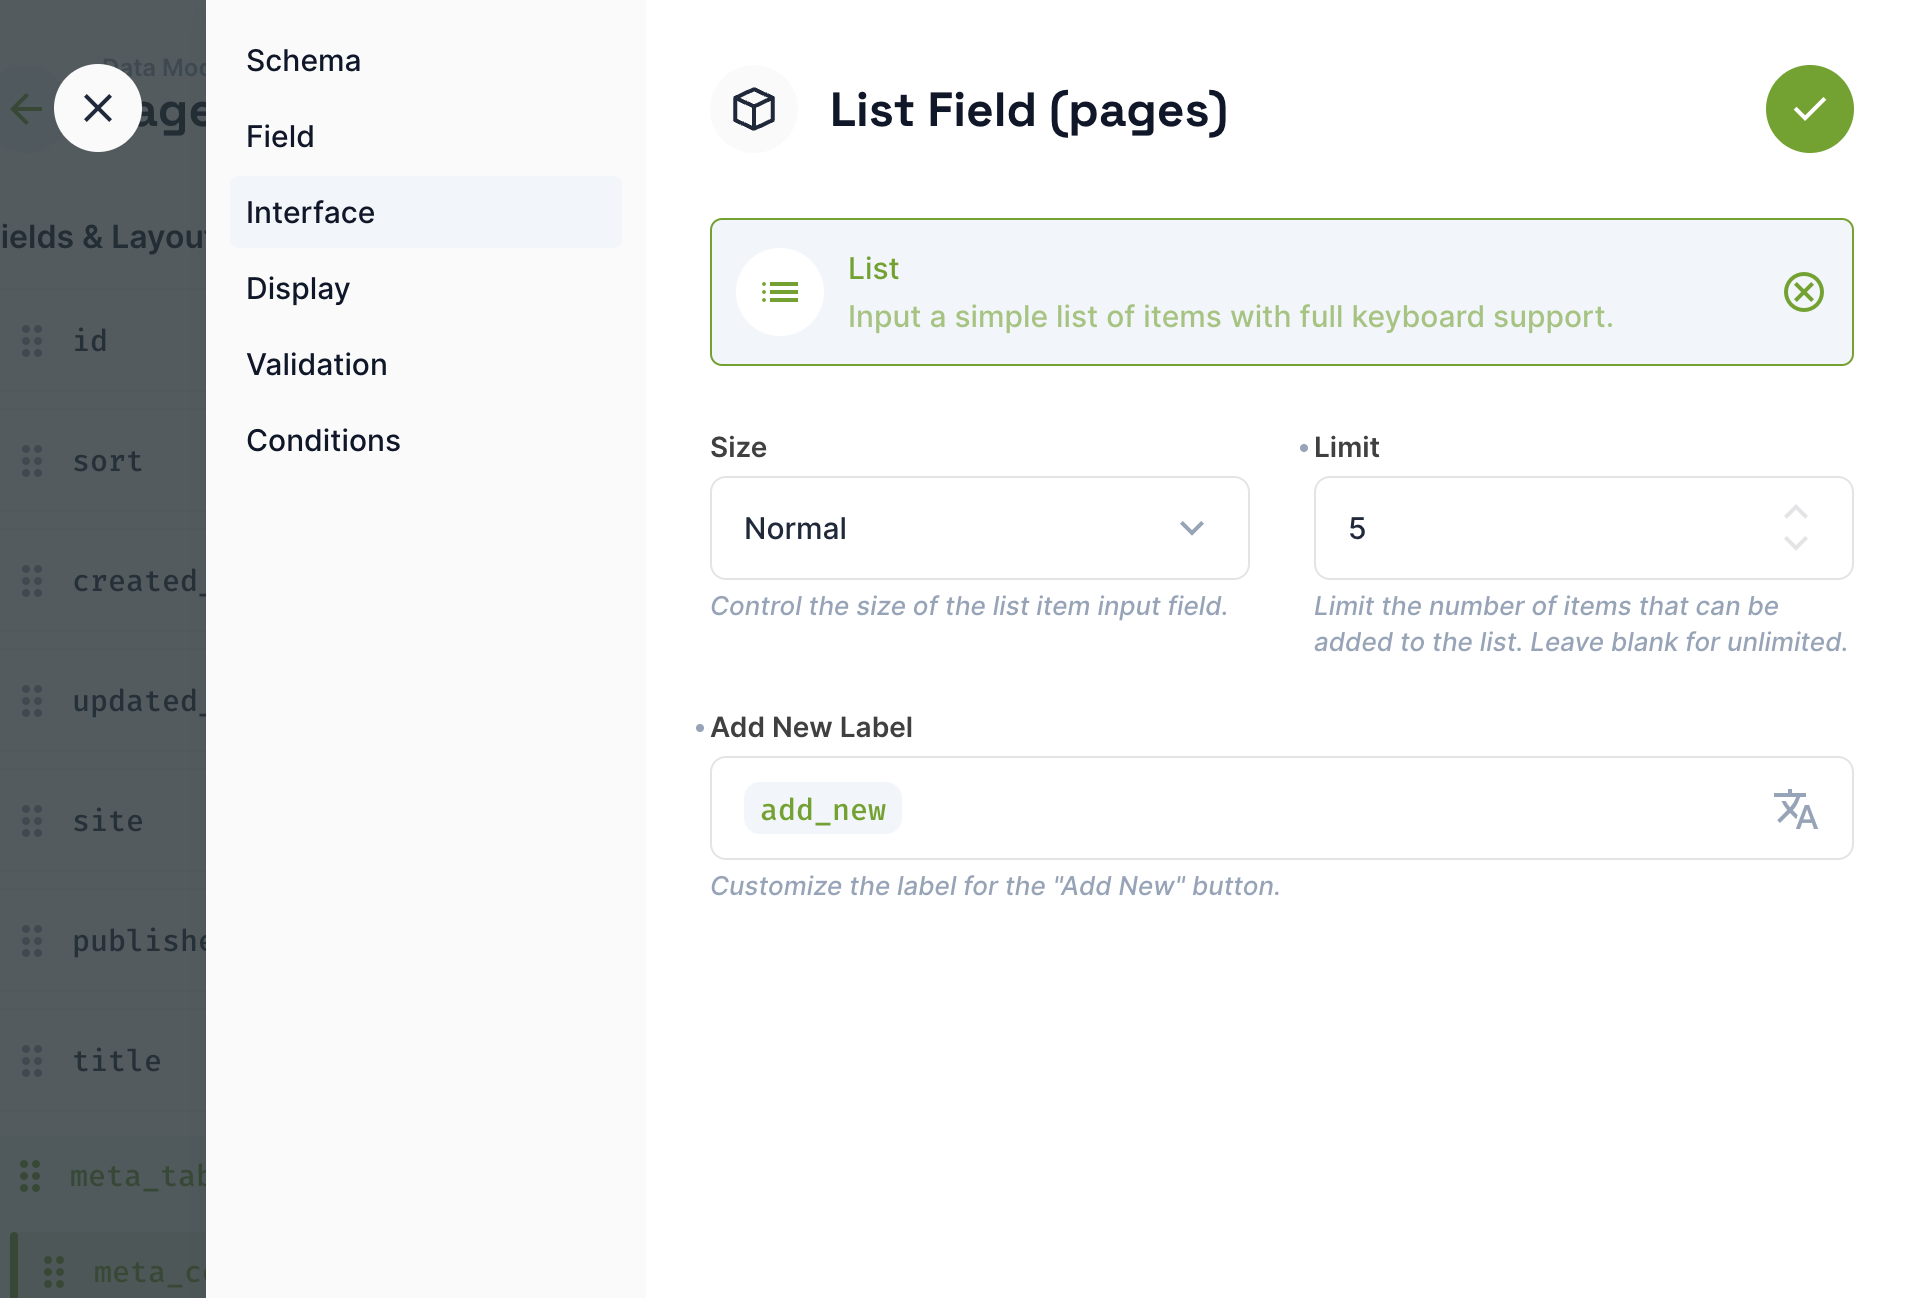 Data Mod
age
ields & Layou
id
sort
created_
updated_
site
publishe
title
meta_tab
meta_c
Schema
Field
Interface
Display
Validation
Conditions
List Field (pages)
List
Input a simple list of items with full keyboard support.
Size
Normal
Control the size of the list item input field.
Limit
5
Limit the number of items that can be
added to the list. Leave blank for unlimited.
Add New Label
add_new
Customize the label for the "Add New" button.